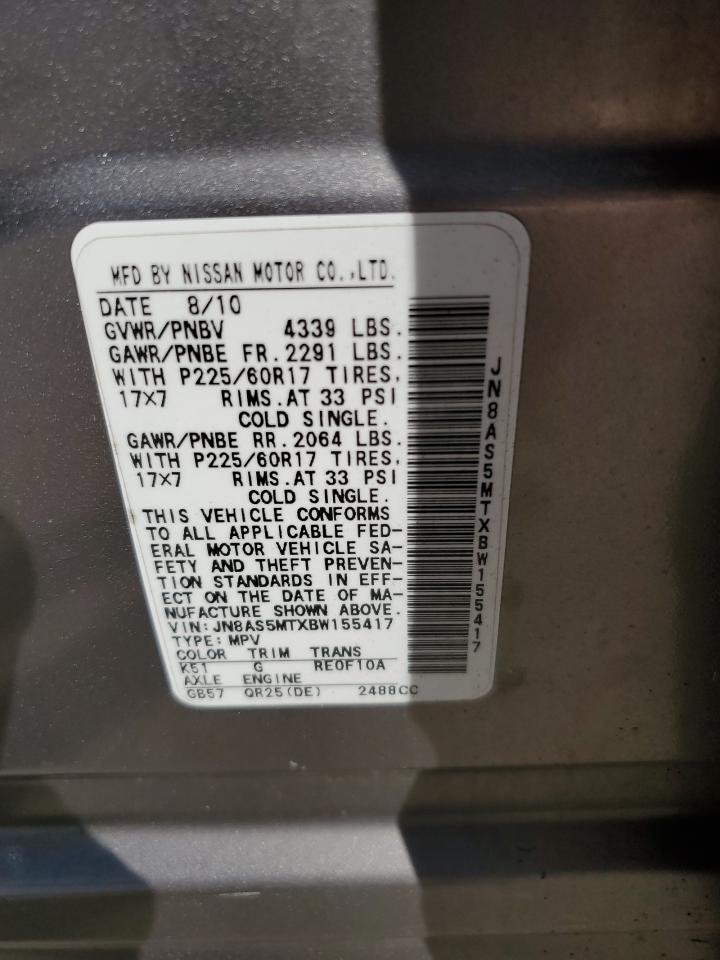 MFD BY NISSAN MOTOR CO.,LTD.
DATE 8/10
GVWR/PNBV 4339 LBS.
GAWR/PNBE FR.2291 LBS.
WITH P225/60R17 TIRES,
17X7 RIMS.AT 33 PSI
COLD SINGLE.
GAWR/PNBE RR.2064 LBS.
WITH P225/60R17 TIRES,
17X7 RIMS.AT 33 PSI
COLD SINGLE.
THIS VEHICLE CONFORMS
TO ALL APPLICABLE FED-
ERAL MOTOR VEHICLE SA-
FETY AND THEFT PREVEN-
TION STANDARDS IN EFF-
ECT ON THE DATE OF MA-
NUFACTURE SHOWN ABOVE.
VIN:JN8AS5MTXBW155417
TYPE:MPV
COLOR TRIM TRANS
K51 G RE0F10A
AXLE ENGINE
GB57 QR25(DE) 2488CC
JN8AS5MTXBW155417